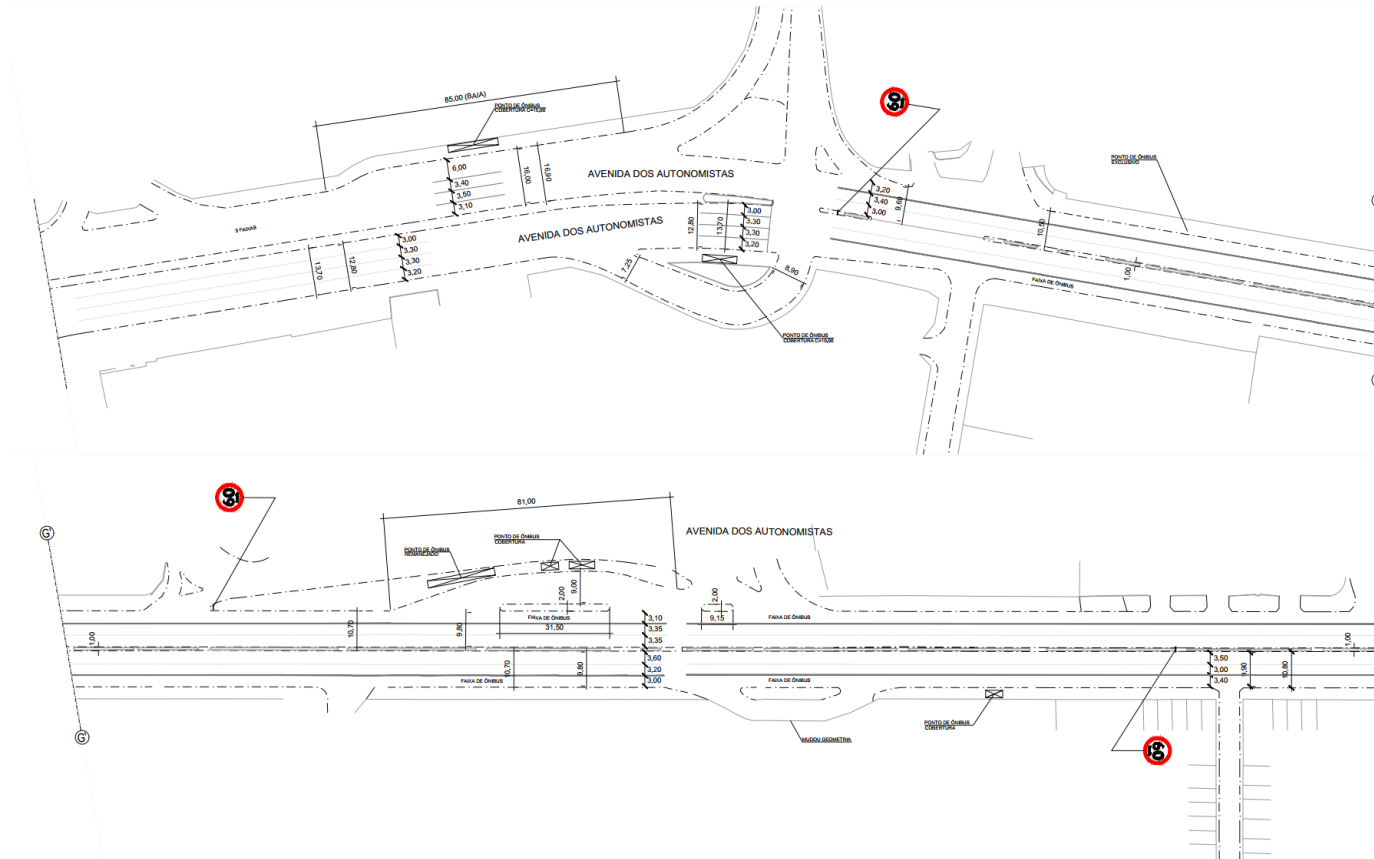 85,00 (BAIA)
PONTO DE ÔNIBUS
COBERTURA C=15,00
6,00
3,40
3,50
3,10
16,00
16,90
AVENIDA DOS AUTONOMISTAS
60
3,20
3,40
3,00
9,60
PONTO DE ÔNIBUS
EXCLUSIVO
3 FAIXAS
AVENIDA DOS AUTONOMISTAS
12,80
13,70
3,00
3,30
3,30
3,20
10,50
1,00
FAIXA DE ÔNIBUS
13,70
12,80
3,00
3,30
3,30
3,20
7,25
8,90
PONTO DE ÔNIBUS
COBERTURA C=10,00
60
81,00
AVENIDA DOS AUTONOMISTAS
G'
PONTO DE ÔNIBUS
REMANEJADO
PONTO DE ÔNIBUS
COBERTURA
9,00
2,00
2,00
FAIXA DE ÔNIBUS
31,50
9,15
FAIXA DE ÔNIBUS
1,00
10,70
9,80
3,10
3,35
3,35
3,60
3,20
3,00
10,70
9,80
FAIXA DE ÔNIBUS
FAIXA DE ÔNIBUS
1,00
3,50
3,00
3,40
9,90
10,80
PONTO DE ÔNIBUS
COBERTURA
MUDOU GEOMETRIA
G'
60